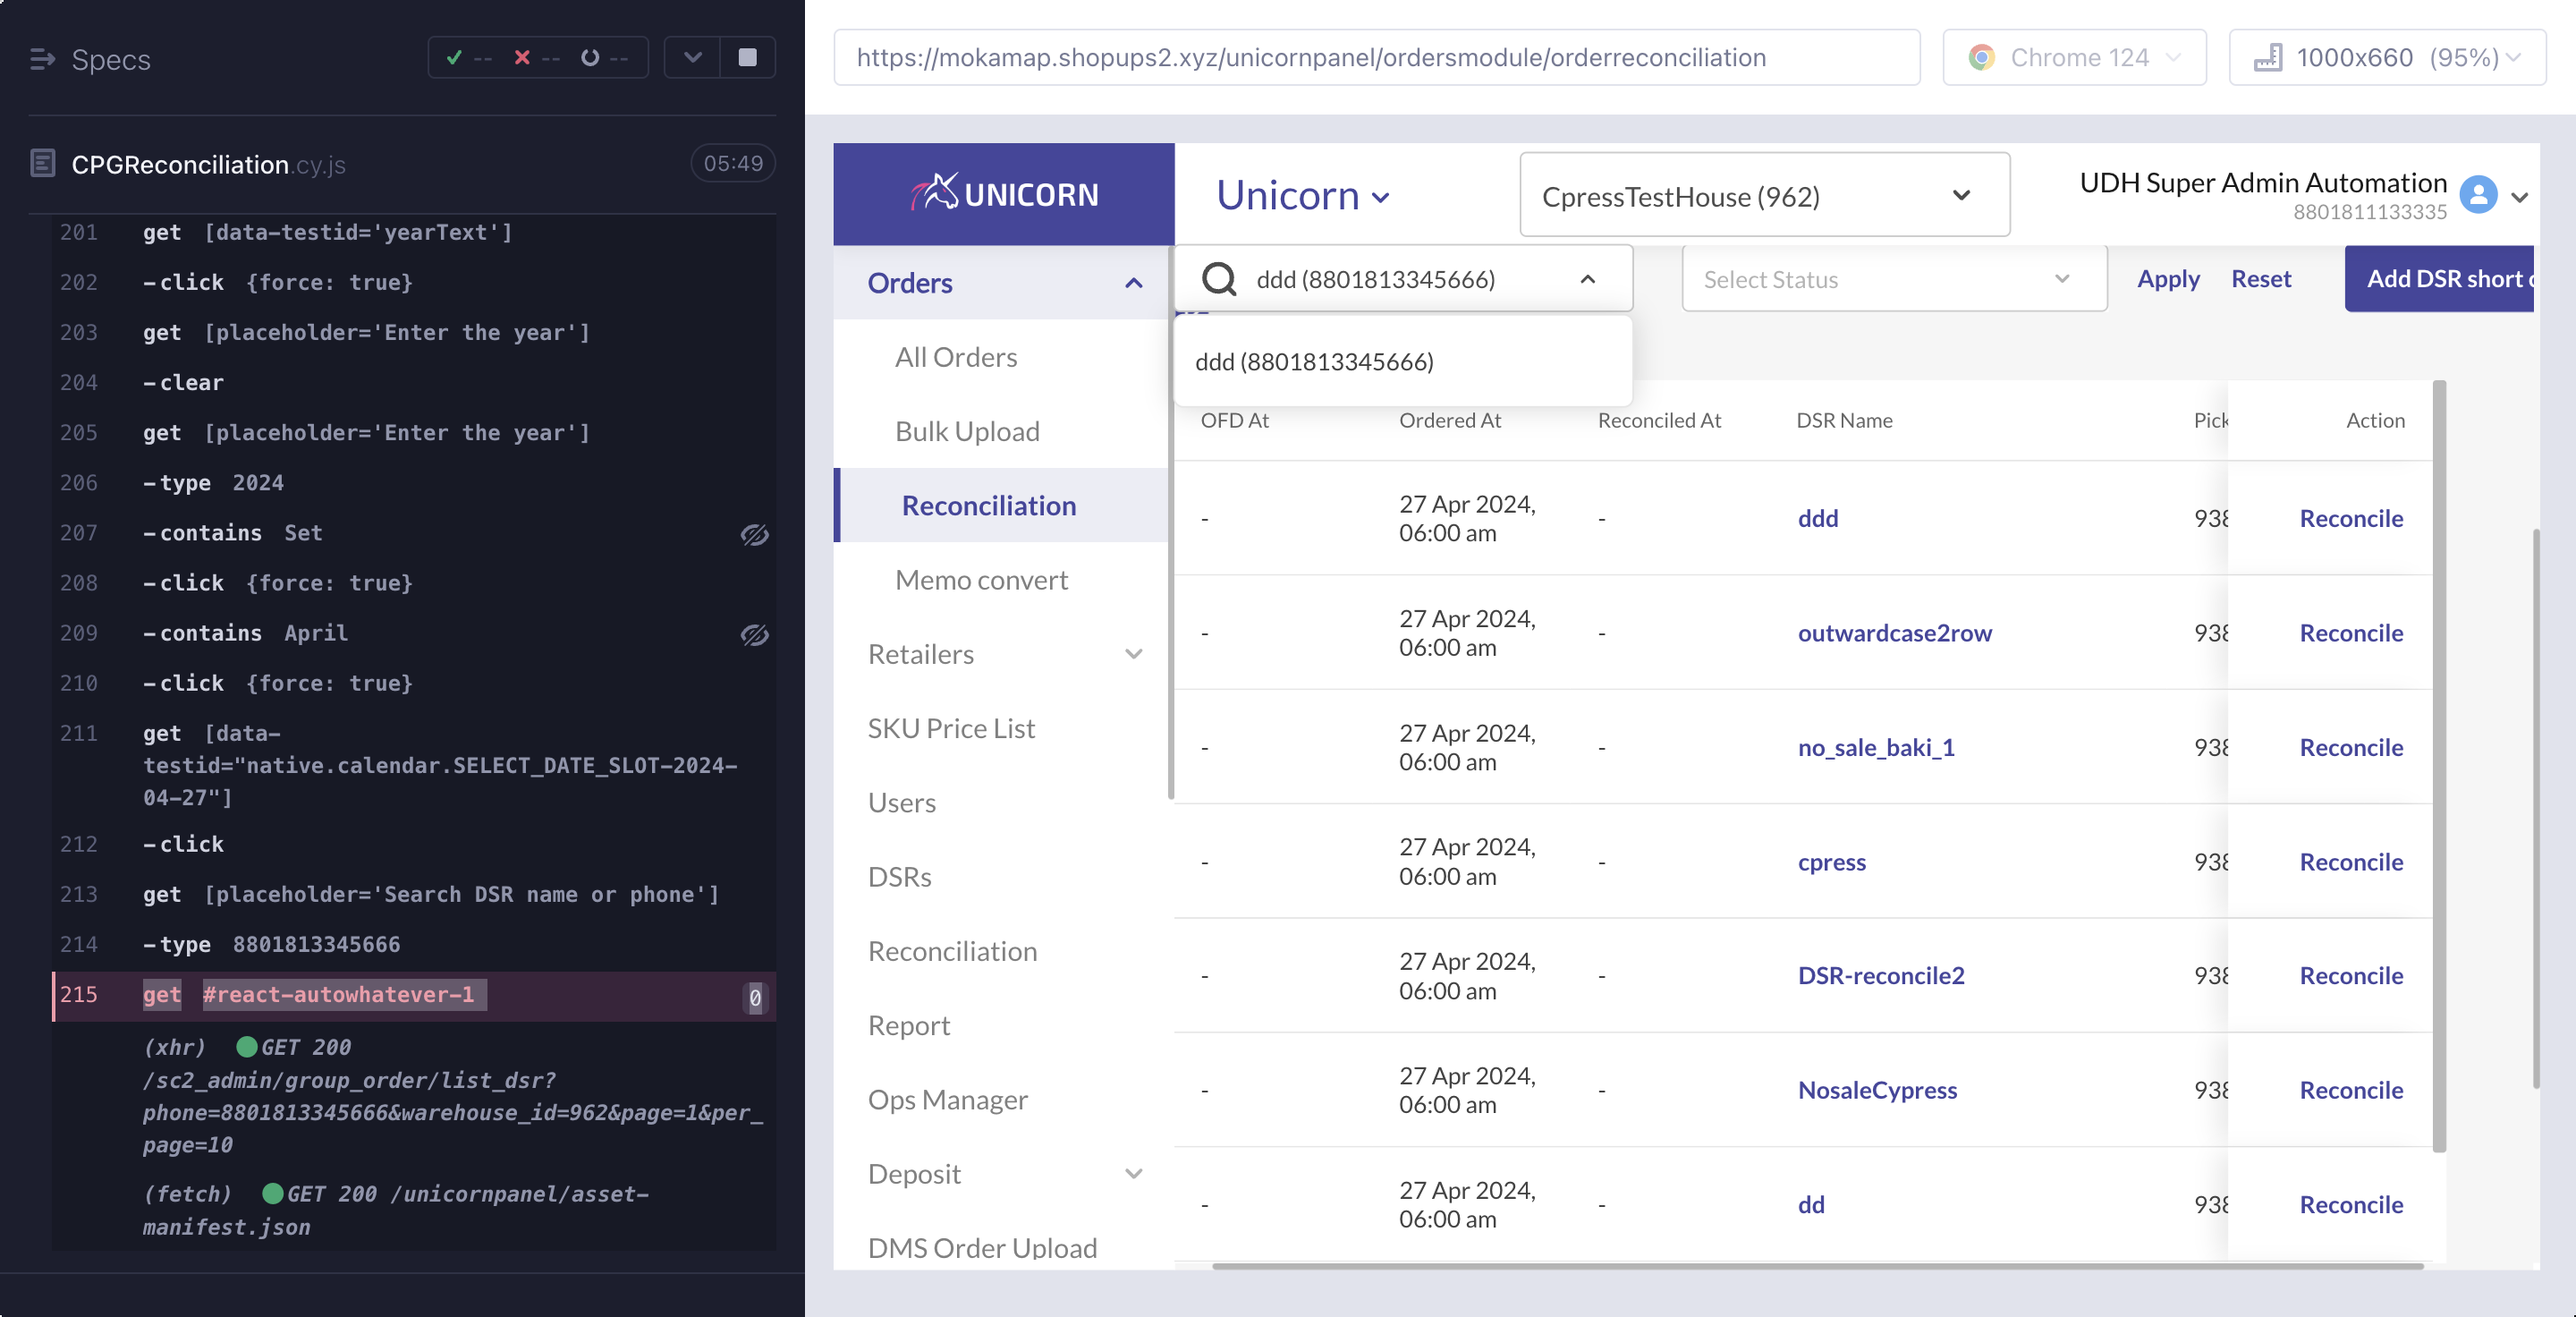 Specs
-- -- --
CPGReconciliation.cy.js
05:49
201 get [data-testid='yearText']
202 -click {force: true}
203 get [placeholder='Enter the year']
204 -clear
205 get [placeholder='Enter the year']
206 -type 2024
207 -contains Set
208 -click {force: true}
209 -contains April
210 -click {force: true}
211 get [data-
testid="native.calendar.SELECT_DATE_SLOT-2024-
04-27"]
212 -click
213 get [placeholder='Search DSR name or phone']
214 -type 8801813345666
215 get #react-autowhatever-1 0
(xhr) GET 200
/sc2_admin/group_order/list_dsr?
phone=8801813345666&warehouse_id=962&page=1&per_
page=10
(fetch) GET 200 /unicornpanel/asset-
manifest.json
https://mokamap.shopups2.xyz/unicornpanel/ordersmodule/orderreconciliation
Chrome 124
1000x660 (95%)
UNICORN
Unicorn
CpressTestHouse (962)
UDH Super Admin Automation
8801811133335
Orders
All Orders
Bulk Upload
Reconciliation
Memo convert
Retailers
SKU Price List
Users
DSRs
Reconciliation
Report
Ops Manager
Deposit
DMS Order Upload
ddd (8801813345666)
Select Status
Apply
Reset
Add DSR short
ddd (8801813345666)
OFD At Ordered At Reconciled At DSR Name Pick Action
- 27 Apr 2024,
06:00 am - ddd 938 Reconcile
- 27 Apr 2024,
06:00 am - outwardcase2row 938 Reconcile
- 27 Apr 2024,
06:00 am - no_sale_baki_1 938 Reconcile
- 27 Apr 2024,
06:00 am - cpress 938 Reconcile
- 27 Apr 2024,
06:00 am - DSR-reconcile2 938 Reconcile
- 27 Apr 2024,
06:00 am - NosaleCypress 938 Reconcile
- 27 Apr 2024,
06:00 am - dd 938 Reconcile